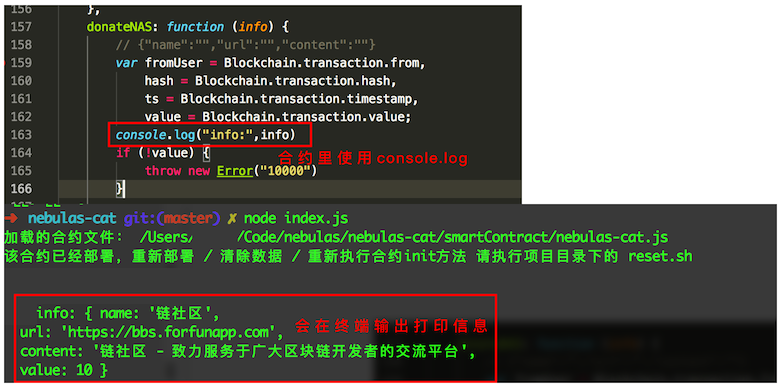 156 },
157 donateNAS: function (info) {
158 // {"name":"","url":"","content":""}
159 var fromUser = Blockchain.transaction.from,
160 hash = Blockchain.transaction.hash,
161 ts = Blockchain.transaction.timestamp,
162 value = Blockchain.transaction.value;
163 console.log("info:",info)
合约里使用console.log
164 if (!value) {
165 throw new Error("10000")
166 }
➜ nebulas-cat git:(master) ✗ node index.js
加载的合约文件: /Users/ /Code/nebulas/nebulas-cat/smartContract/nebulas-cat.js
该合约已经部署, 重新部署 / 清除数据 / 重新执行合约init方法 请执行项目目录下的 reset.sh
info: { name: '链社区',
url: 'https://bbs.forfunapp.com',
会在终端输出打印信息
content: '链社区 - 致力服务于广大区块链开发者的交流平台',
value: 10 }